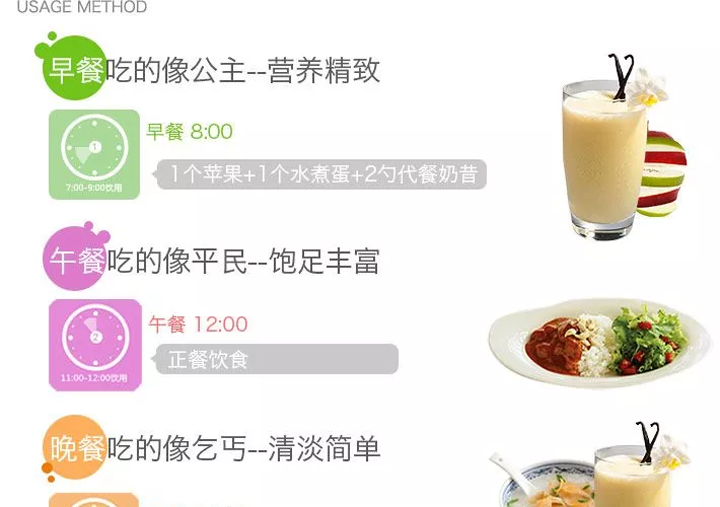 USAGE METHOD
早餐吃的像公主--营养精致
早餐 8:00
1
7:00-9:00饮用
1个苹果+1个水煮蛋+2勺代餐奶昔
午餐吃的像平民--饱足丰富
午餐 12:00
2
11:00-12:00饮用
正餐饮食
晚餐吃的像乞丐--清淡简单